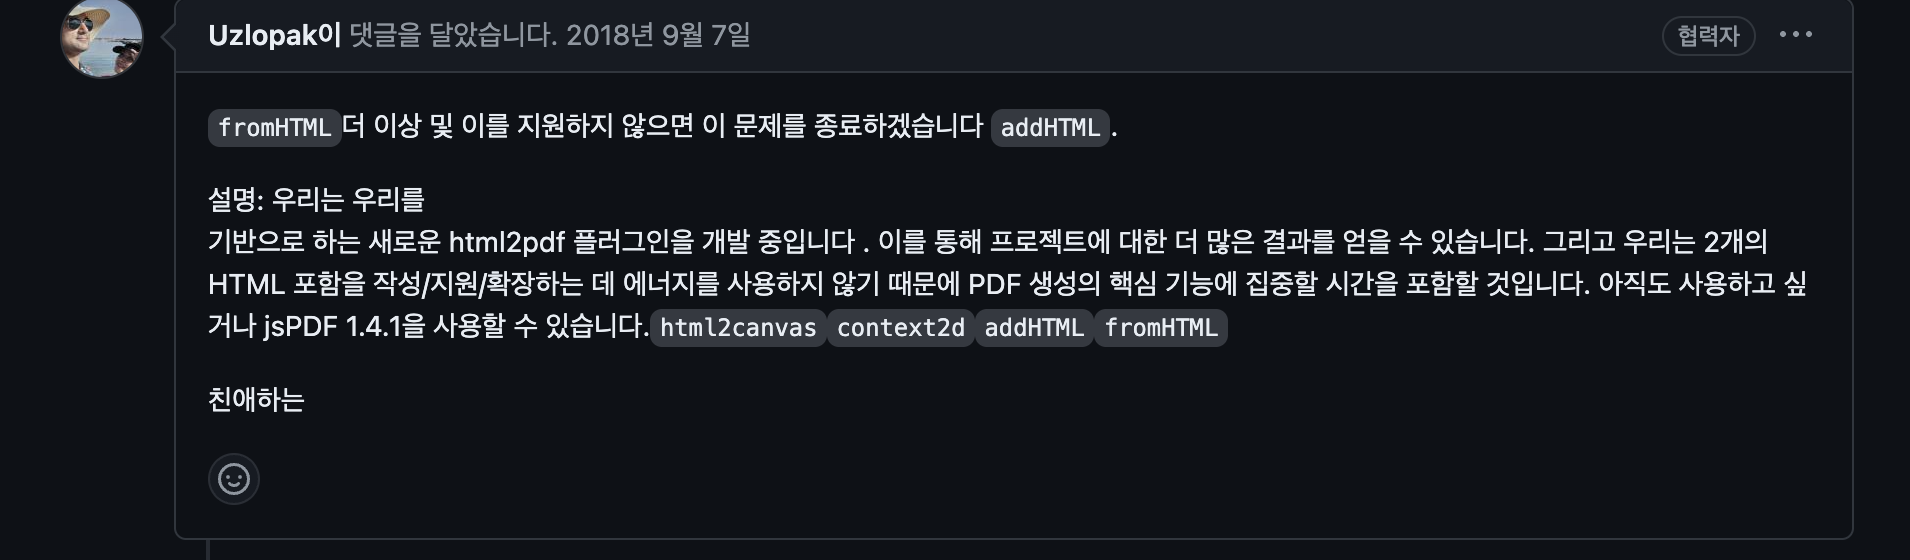 Uzlopak이 댓글을 달았습니다. 2018년 9월 7일
협력자
fromHTML더 이상 및 이를 지원하지 않으면 이 문제를 종료하겠습니다 addHTML.
설명: 우리는 우리를
기반으로 하는 새로운 html2pdf 플러그인을 개발 중입니다 . 이를 통해 프로젝트에 대한 더 많은 결과를 얻을 수 있습니다. 그리고 우리는 2개의
HTML 포함을 작성/지원/확장하는 데 에너지를 사용하지 않기 때문에 PDF 생성의 핵심 기능에 집중할 시간을 포함할 것입니다. 아직도 사용하고 싶
거나 jsPDF 1.4.1을 사용할 수 있습니다.html2canvas context2d addHTML fromHTML
친애하는